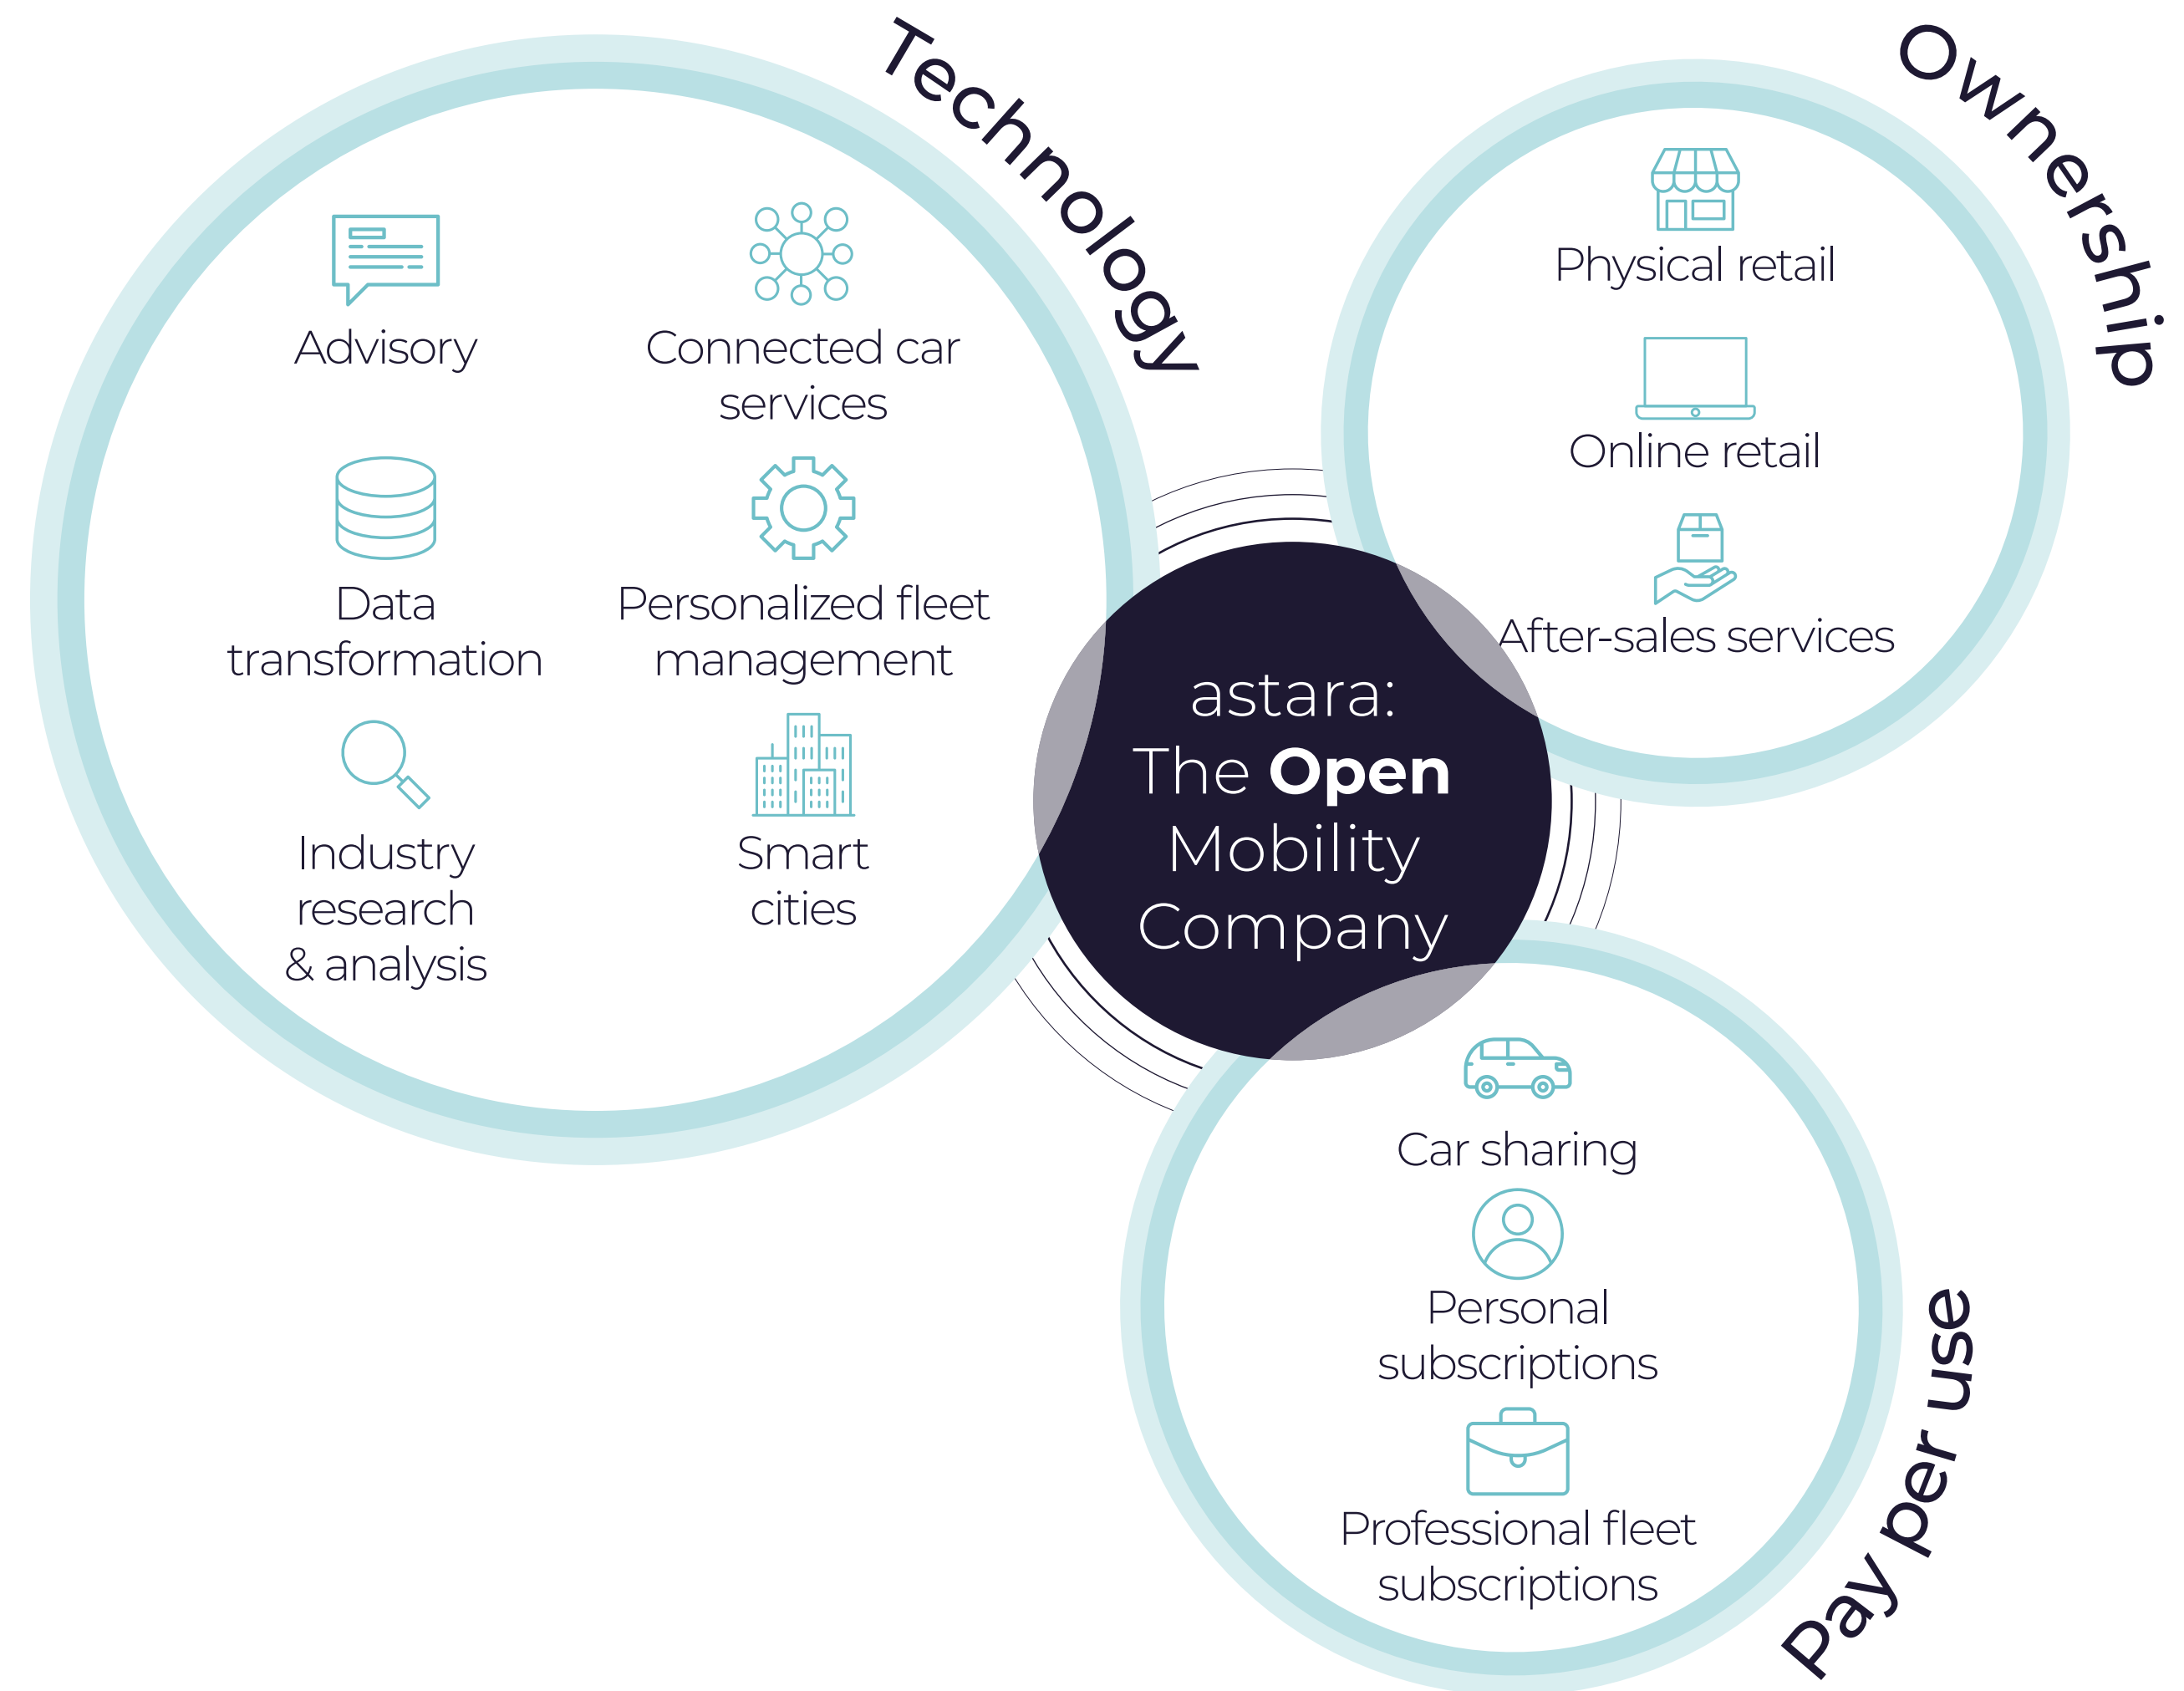 Technology
Advisory
Connected car
services
Data
transformation
Personalized fleet
management
Industry
research
& analysis
Smart
cities
Ownership
Physical retail
Online retail
After-sales services
astara:
The Open
Mobility
Company
Pay per use
Car sharing
Personal
subscriptions
Professional fleet
subscriptions